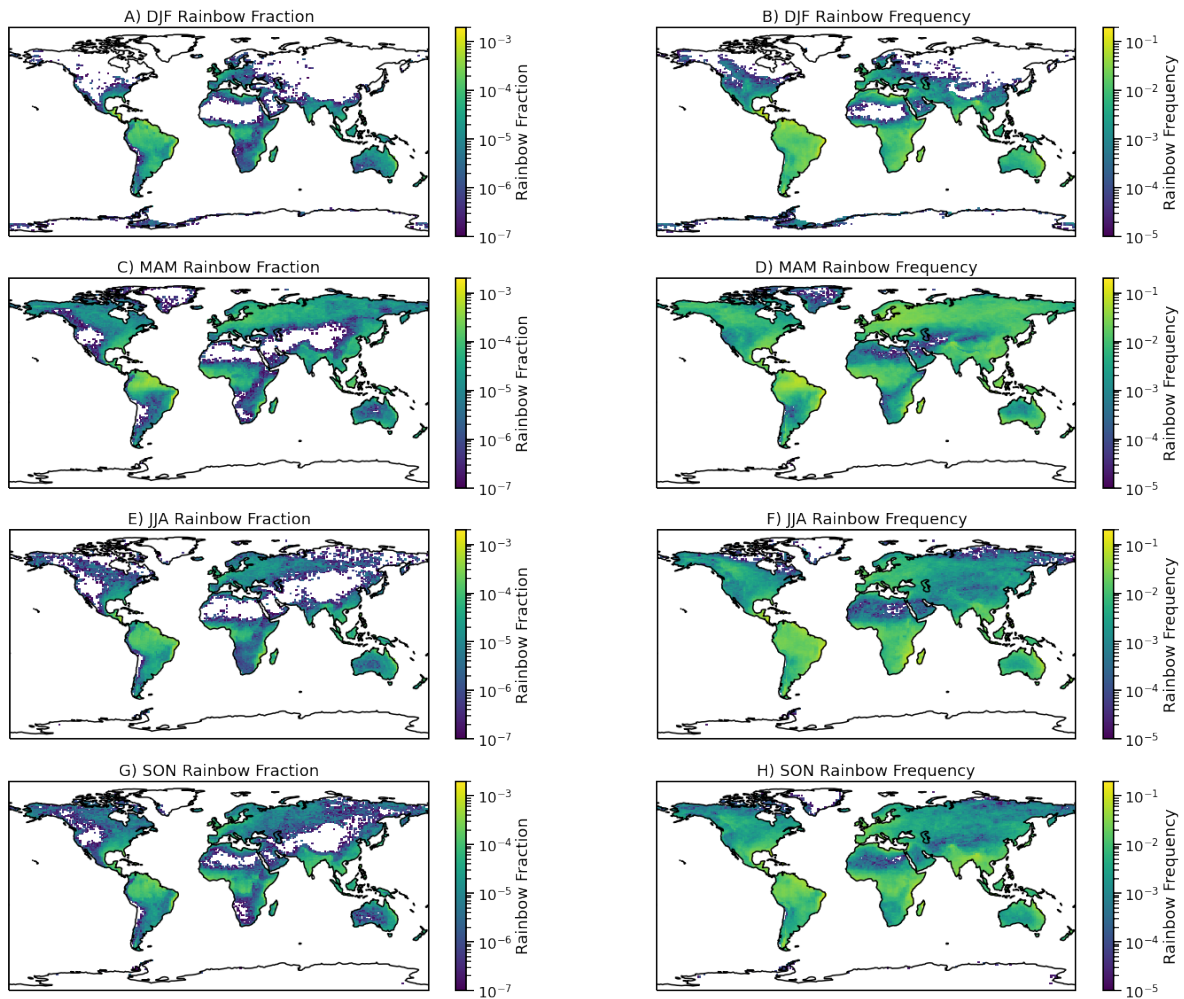 A) DJF Rainbow Fraction
10⁻³
10⁻⁴
10⁻⁵
10⁻⁶
10⁻⁷
Rainbow Fraction
B) DJF Rainbow Frequency
10⁻¹
10⁻²
10⁻³
10⁻⁴
10⁻⁵
Rainbow Frequency
C) MAM Rainbow Fraction
10⁻³
10⁻⁴
10⁻⁵
10⁻⁶
10⁻⁷
Rainbow Fraction
D) MAM Rainbow Frequency
10⁻¹
10⁻²
10⁻³
10⁻⁴
10⁻⁵
Rainbow Frequency
E) JJA Rainbow Fraction
10⁻³
10⁻⁴
10⁻⁵
10⁻⁶
10⁻⁷
Rainbow Fraction
F) JJA Rainbow Frequency
10⁻¹
10⁻²
10⁻³
10⁻⁴
10⁻⁵
Rainbow Frequency
G) SON Rainbow Fraction
10⁻³
10⁻⁴
10⁻⁵
10⁻⁶
10⁻⁷
Rainbow Fraction
H) SON Rainbow Frequency
10⁻¹
10⁻²
10⁻³
10⁻⁴
10⁻⁵
Rainbow Frequency